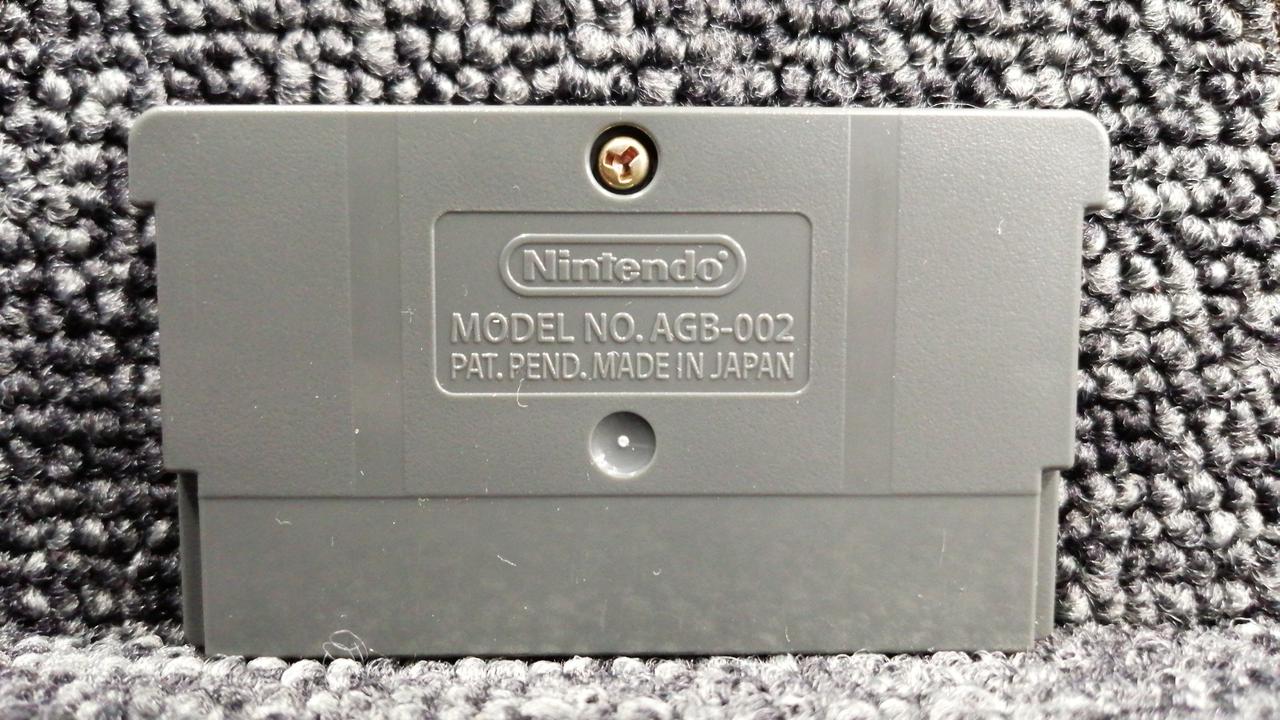 Nintendo
MODEL NO. AGB-002
PAT. PEND. MADE IN JAPAN